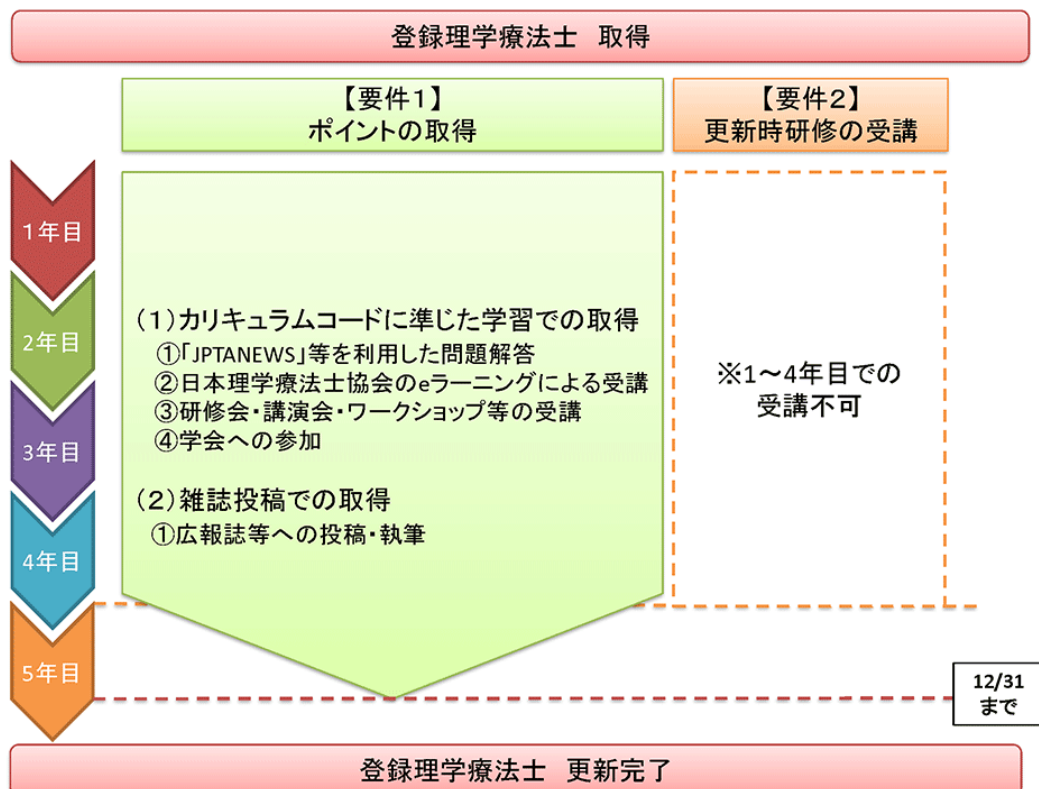 登録理学療法士　取得
【要件１】
ポイントの取得
【要件２】
更新時研修の受講
１年目
2年目
3年目
4年目
5年目
（１）カリキュラムコードに準じた学習での取得
①「JPTANEWS」等を利用した問題解答
②日本理学療法士協会のeラーニングによる受講
③研修会・講演会・ワークショップ等の受講
④学会への参加
（２）雑誌投稿での取得
①広報誌等への投稿・執筆
※1～4年目での
受講不可
12/31
まで
登録理学療法士　更新完了